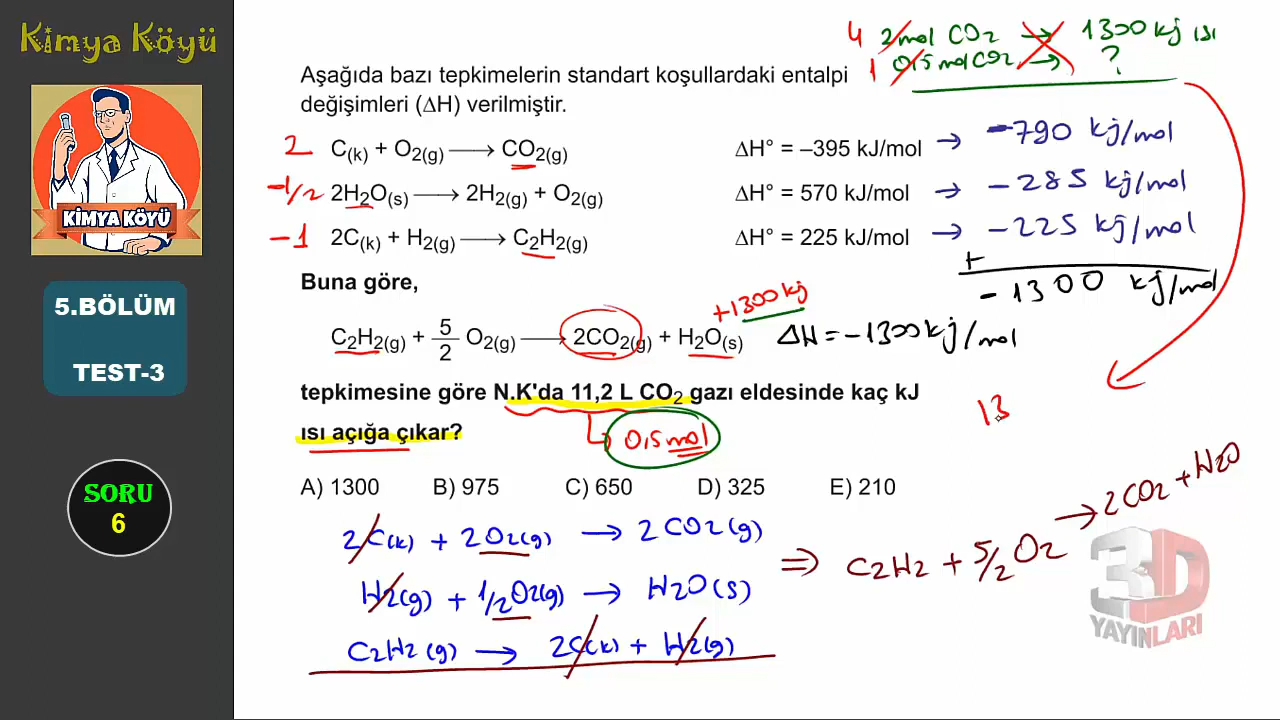 Kimya Köyü
KİMYA KÖYÜ
5.BÖLÜM
TEST-3
SORU
6
4 2 mol CO2 → 1300 kj ısı
1 0,5 mol CO2 → ?
Aşağıda bazı tepkimelerin standart koşullardaki entalpi
değişimleri (ΔH) verilmiştir.
2 C(k) + O2(g) ⟶ CO2(g) ΔH° = –395 kJ/mol → -790 kj/mol
-1/2 2H2O(s) ⟶ 2H2(g) + O2(g) ΔH° = 570 kJ/mol → -285 kj/mol
-1 2C(k) + H2(g) ⟶ C2H2(g) ΔH° = 225 kJ/mol → -225 kj/mol
+
-1300 kj/mol
Buna göre,
+1300 kj
C2H2(g) + 5/2 O2(g) ⟶ 2CO2(g) + H2O(s) ΔH = -1300 kj/mol
tepkimesine göre N.K'da 11,2 L CO2 gazı eldesinde kaç kJ
ısı açığa çıkar?
0,5 mol
13
A) 1300 B) 975 C) 650 D) 325 E) 210
2C(k) + 2O2(g) → 2CO2(g)
H2(g) + 1/2O2(g) → H2O(s)
C2H2(g) → 2C(k) + H2(g)
⇒ C2H2 + 5/2O2 → 2CO2 + H2O
3D
YAYINLARI